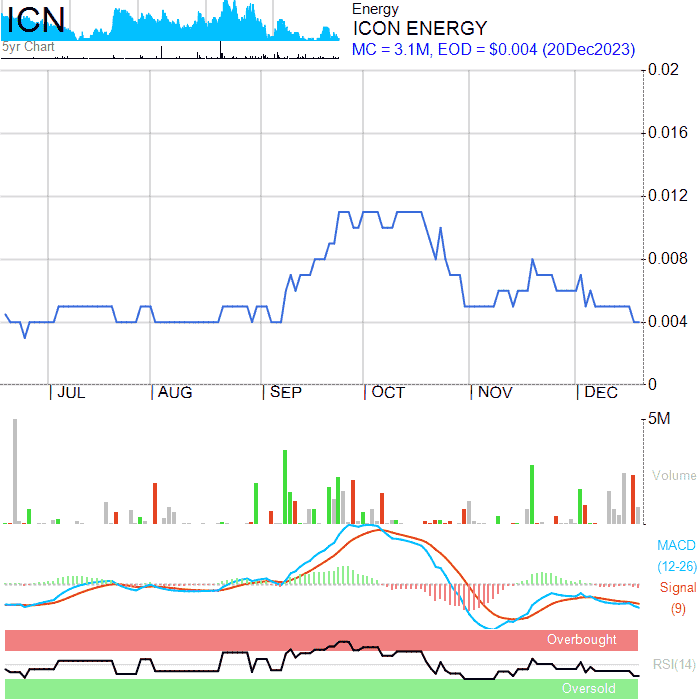 ICN
5yr Chart
Energy
ICON ENERGY
MC = 3.1M, EOD = $0.004 (20Dec2023)
0.02
0.016
0.012
0.008
0.004
0
JUL
AUG
SEP
OCT
NOV
DEC
5M
Volume
MACD
(12-26)
Signal
(9)
Overbought
RSI(14)
Oversold